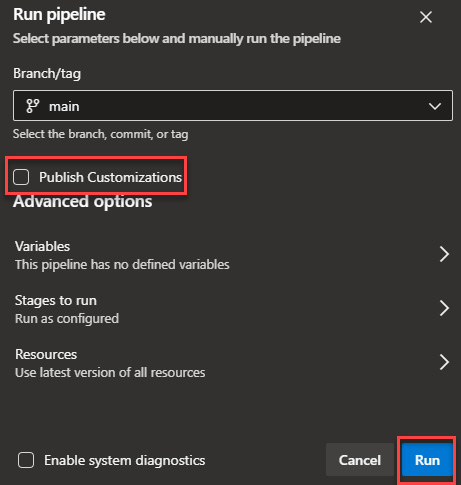 Run pipeline
Select parameters below and manually run the pipeline
Branch/tag
main
Select the branch, commit, or tag
Publish Customizations
Advanced options
Variables
This pipeline has no defined variables
Stages to run
Run as configured
Resources
Use latest version of all resources
Enable system diagnostics
Cancel
Run